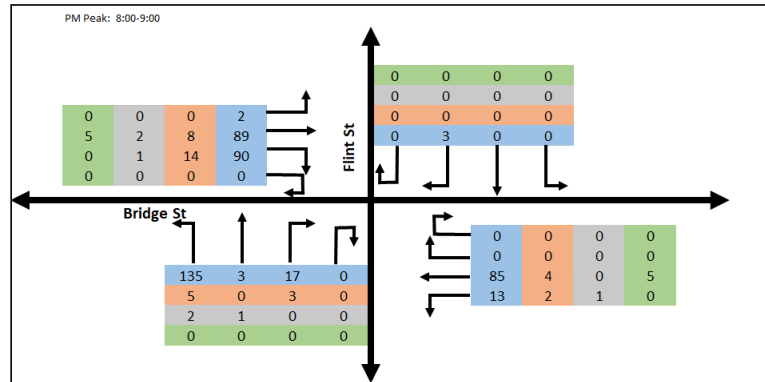 PM Peak: 8:00-9:00
Flint St
0 0 0 0
0 0 0 0
0 0 0 0
0 3 0 0
0 0 0 2
5 2 8 89
0 1 14 90
0 0 0 0
Bridge St
135 3 17 0
5 0 3 0
2 1 0 0
0 0 0 0
0 0 0 0
0 0 0 0
85 4 0 5
13 2 1 0